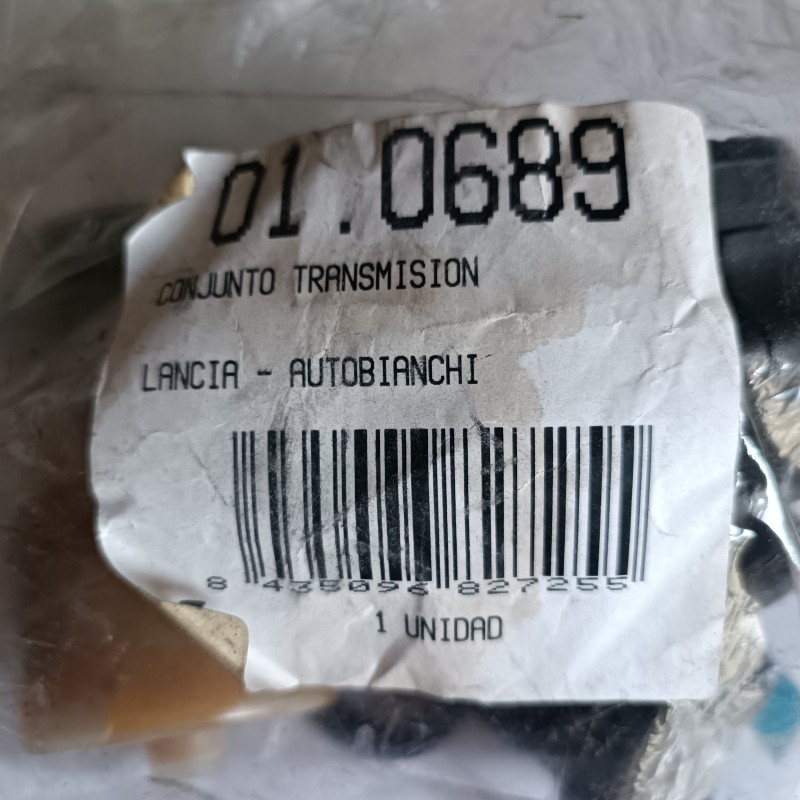 01.0689
CONJUNTO TRANSMISION
LANCIA - AUTOBIANCHI
8 435096 827255
1 UNIDAD